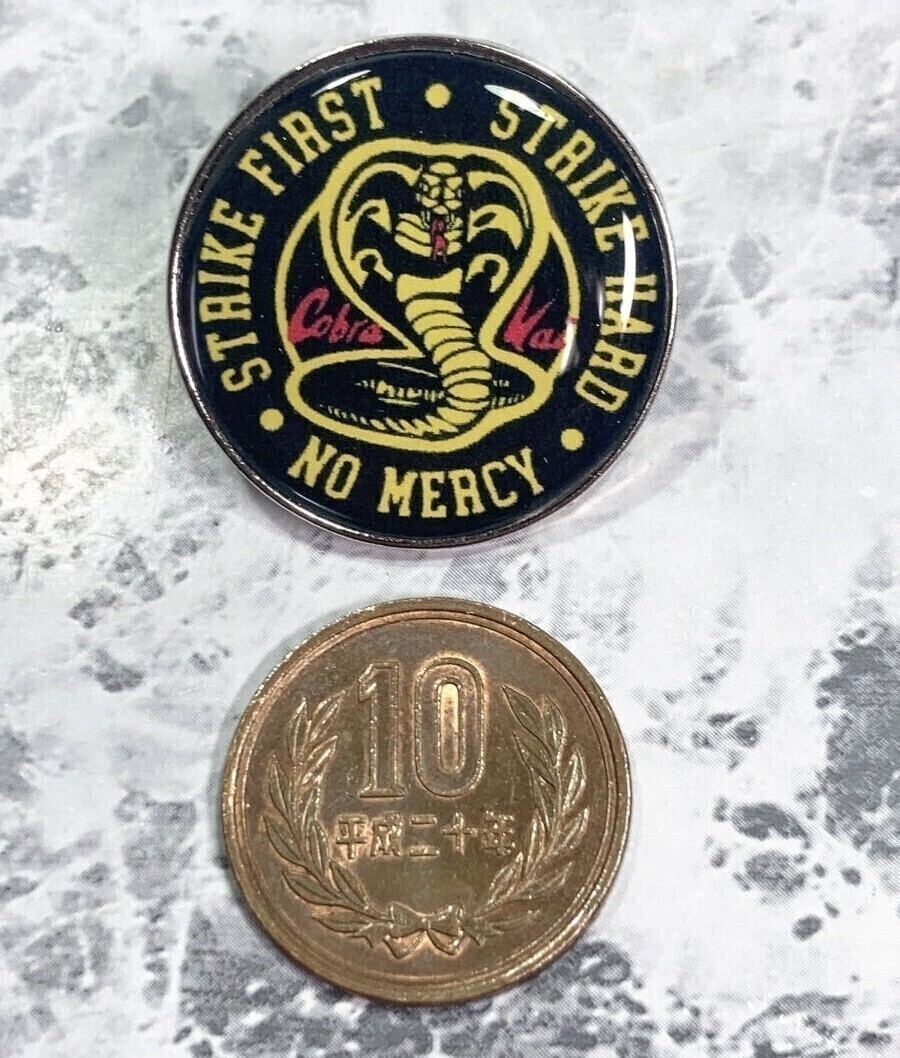 STRIKE FIRST • STRIKE HARD • NO MERCY •
Cobra Kai
10
平成二十年